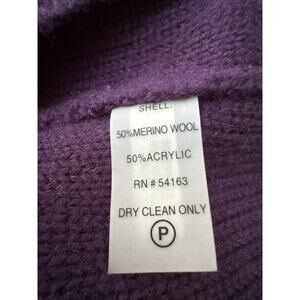 SHELL:
50%MERINO WOOL
50%ACRYLIC
RN # 54163
DRY CLEAN ONLY
P